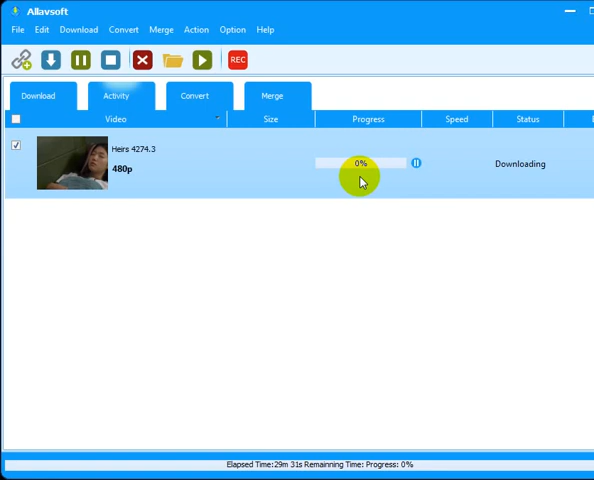 Allavsoft
File Edit Download Convert Merge Action Option Help
REC
Download Activity Convert Merge
Video Size Progress Speed Status
Heirs 4274.3
480p
0%
Downloading
Elapsed Time:29m 31s Remaining Time: Progress: 0%